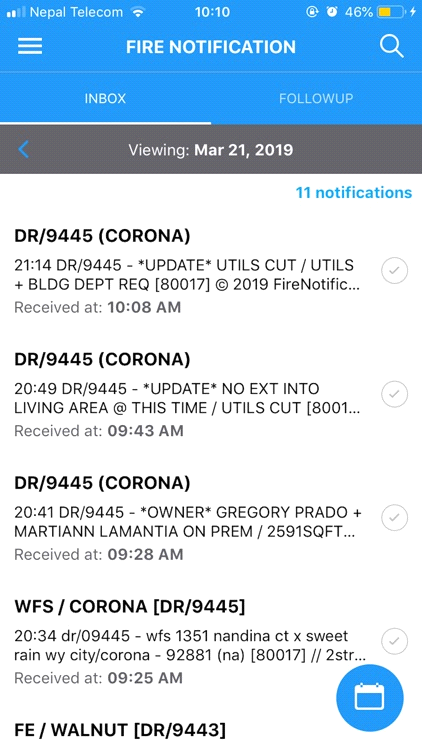 Nepal Telecom 10:10 46%
FIRE NOTIFICATION
INBOX FOLLOWUP
Viewing: Mar 21, 2019
11 notifications
DR/9445 (CORONA)
21:14 DR/9445 - *UPDATE* UTILS CUT / UTILS
+ BLDG DEPT REQ [80017] © 2019 FireNotific...
Received at: 10:08 AM
DR/9445 (CORONA)
20:49 DR/9445 - *UPDATE* NO EXT INTO
LIVING AREA @ THIS TIME / UTILS CUT [8001...
Received at: 09:43 AM
DR/9445 (CORONA)
20:41 DR/9445 - *OWNER* GREGORY PRADO +
MARTIANN LAMANTIA ON PREM / 2591SQFT...
Received at: 09:28 AM
WFS / CORONA [DR/9445]
20:34 dr/09445 - wfs 1351 nandina ct x sweet
rain wy city/corona - 92881 (na) [80017] // 2str...
Received at: 09:25 AM
FE / WALNUT [DR/9443]